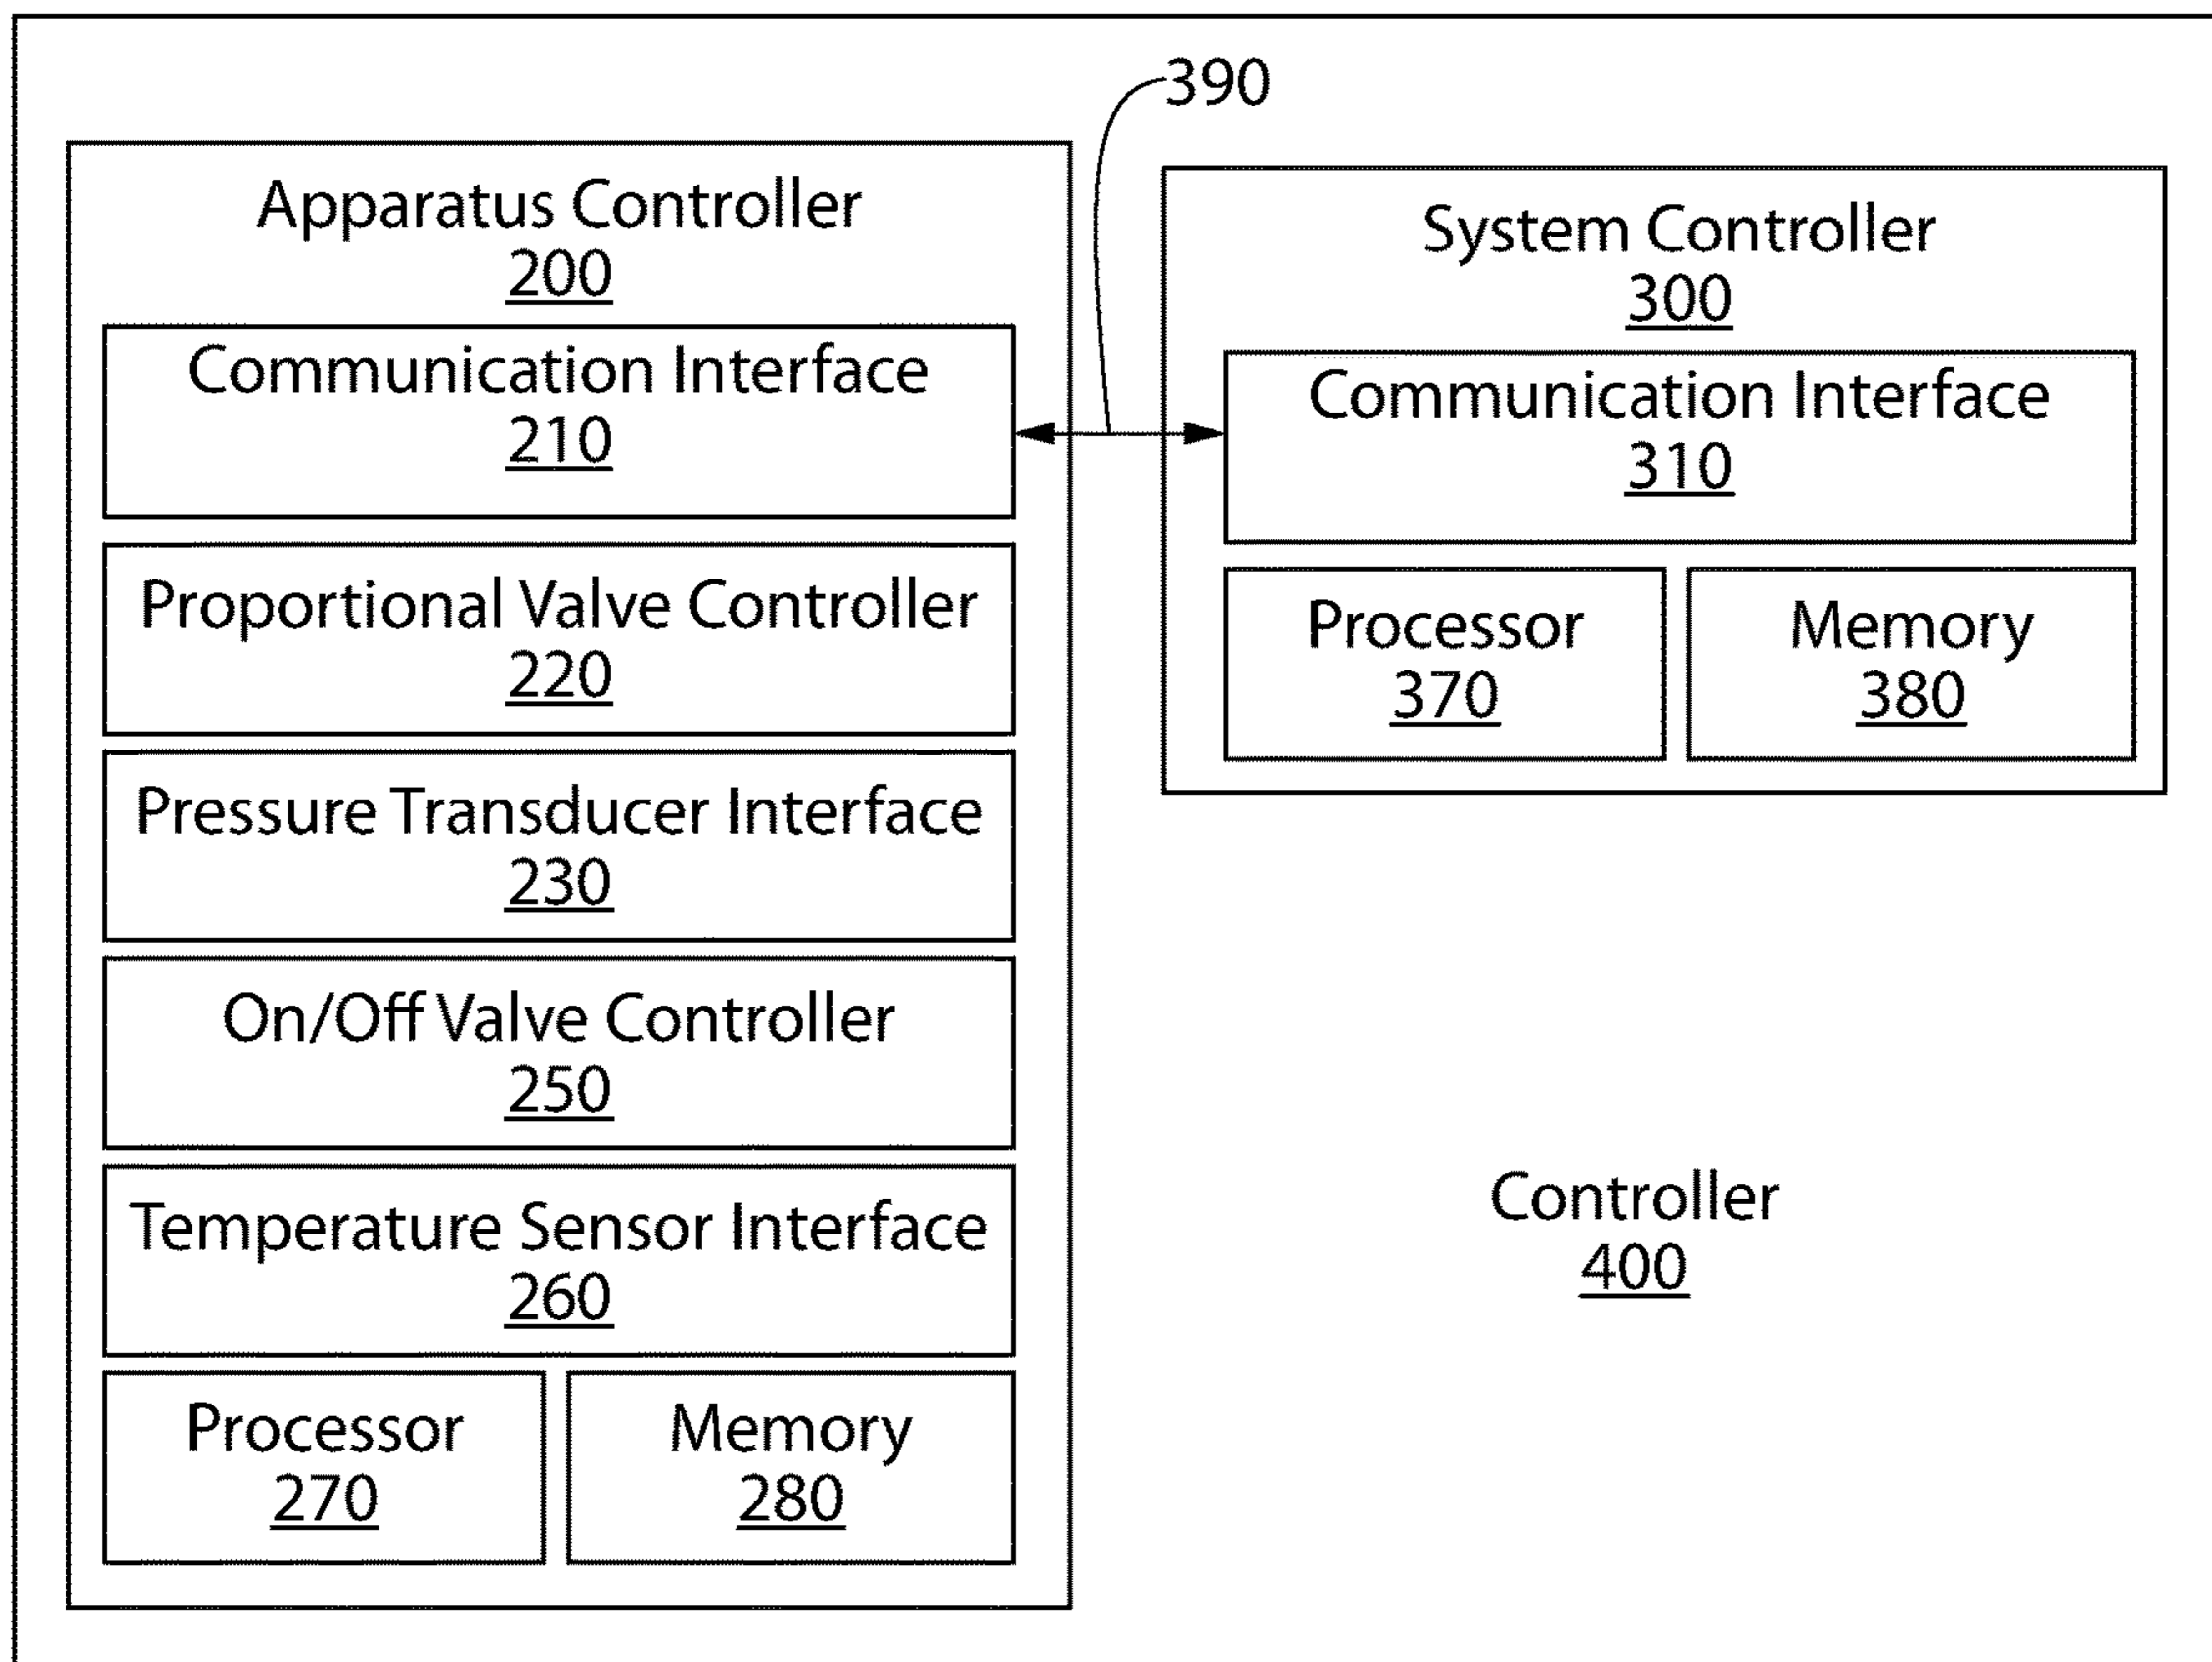 390
Apparatus Controller
200
Communication Interface
210
Proportional Valve Controller
220
Pressure Transducer Interface
230
On/Off Valve Controller
250
Temperature Sensor Interface
260
Processor
270
Memory
280
System Controller
300
Communication Interface
310
Processor
370
Memory
380
Controller
400